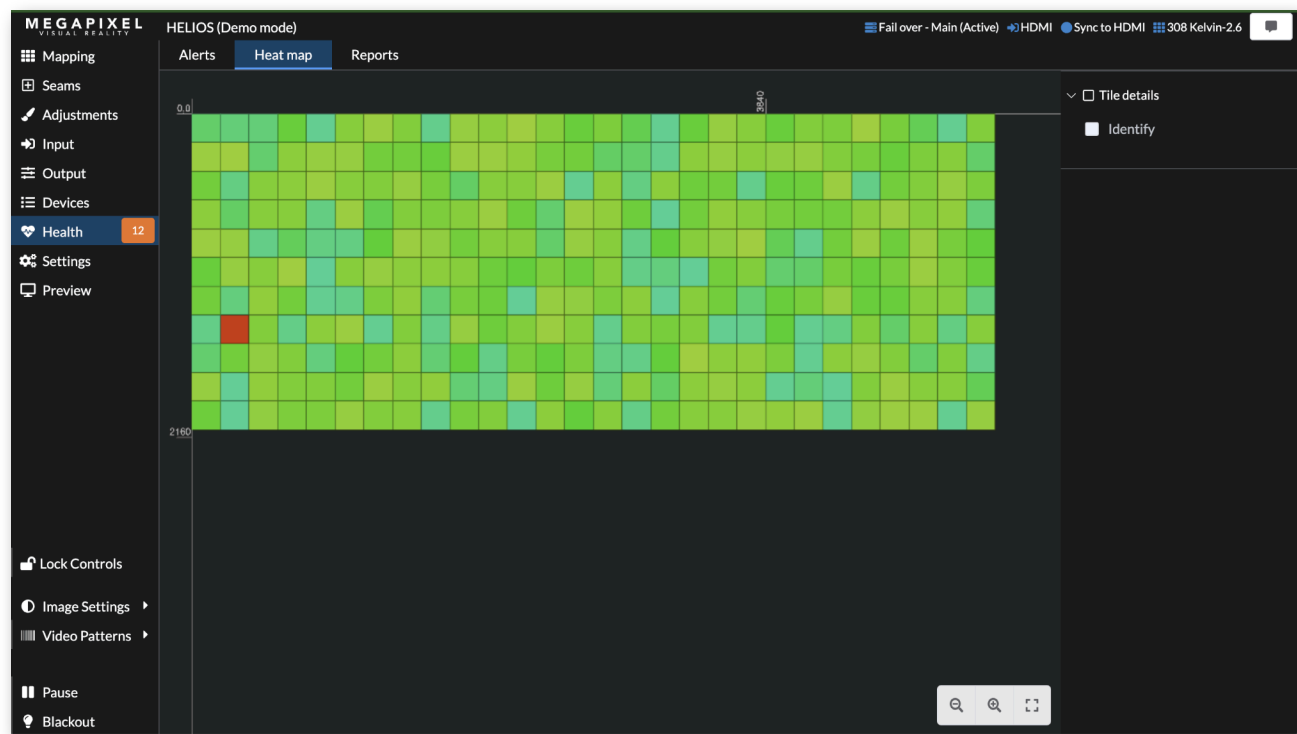 MEGAPIXEL
VISUAL REALITY
HELIOS (Demo mode)
Fail over - Main (Active) HDMI Sync to HDMI 308 Kelvin-2.6
Mapping
Seams
Adjustments
Input
Output
Devices
Health 12
Settings
Preview
Lock Controls
Image Settings
Video Patterns
Pause
Blackout
Alerts Heat map Reports
0,0
3840
2160
Tile details
Identify